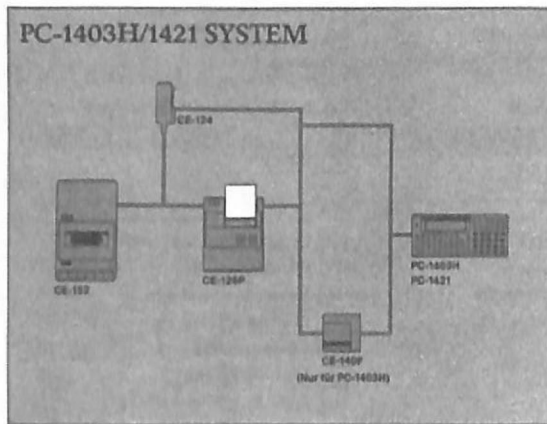 PC-1403H/1421 SYSTEM
CE-124
CE-152
CE-126P
PC-1403H
PC-1421
CE-140F
(Nur für PC-1403H)